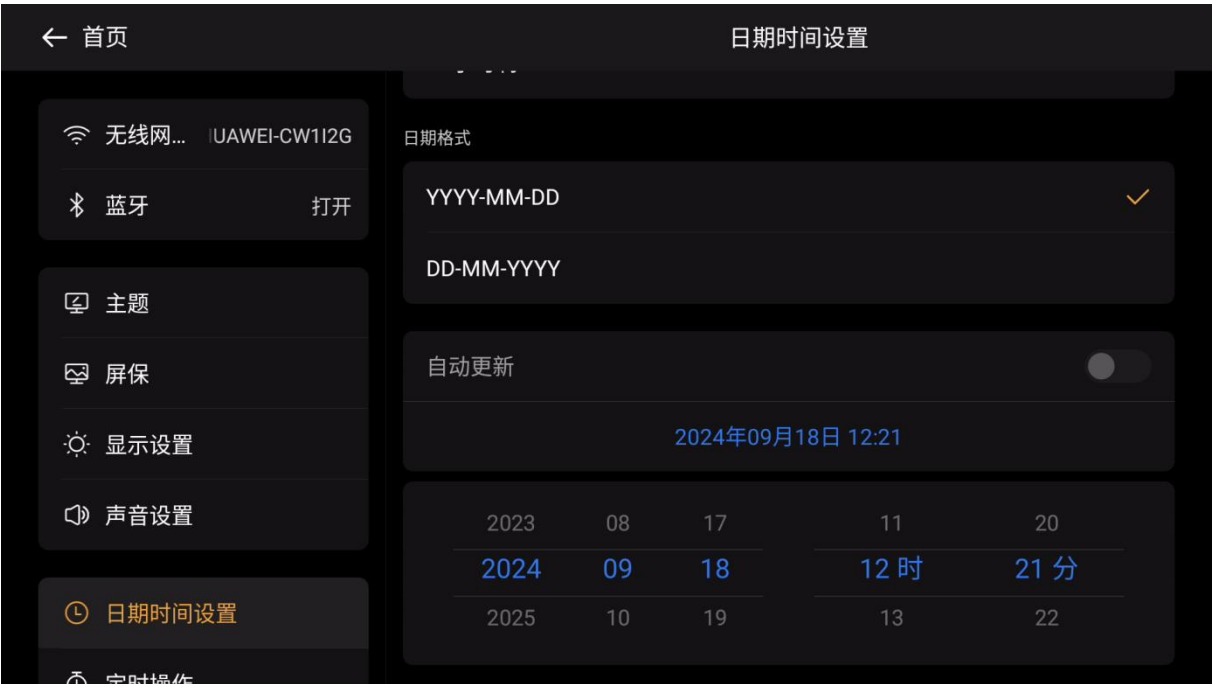 首页
日期时间设置
无线网... UAWEI-CW1I2G
蓝牙 打开
主题
屏保
显示设置
声音设置
日期时间设置
定时操作
日期格式
YYYY-MM-DD
DD-MM-YYYY
自动更新
2024年09月18日 12:21
2023 08 17 11 20
2024 09 18 12 时 21 分
2025 10 19 13 22